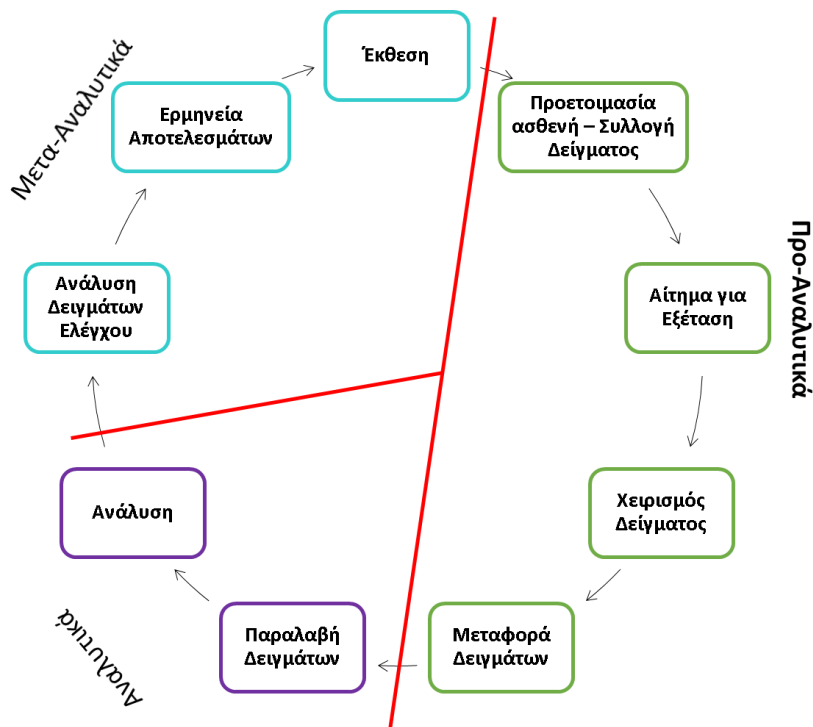 Έκθεση
Προετοιμασία
ασθενή – Συλλογή
Δείγματος
Αίτημα για
Εξέταση
Χειρισμός
Δείγματος
Μεταφορά
Δειγμάτων
Παραλαβή
Δειγμάτων
Ανάλυση
Ανάλυση
Δειγμάτων
Ελέγχου
Ερμηνεία
Αποτελεσμάτων
Προ-Αναλυτικά
Αναλυτικά
Μετα-Αναλυτικά